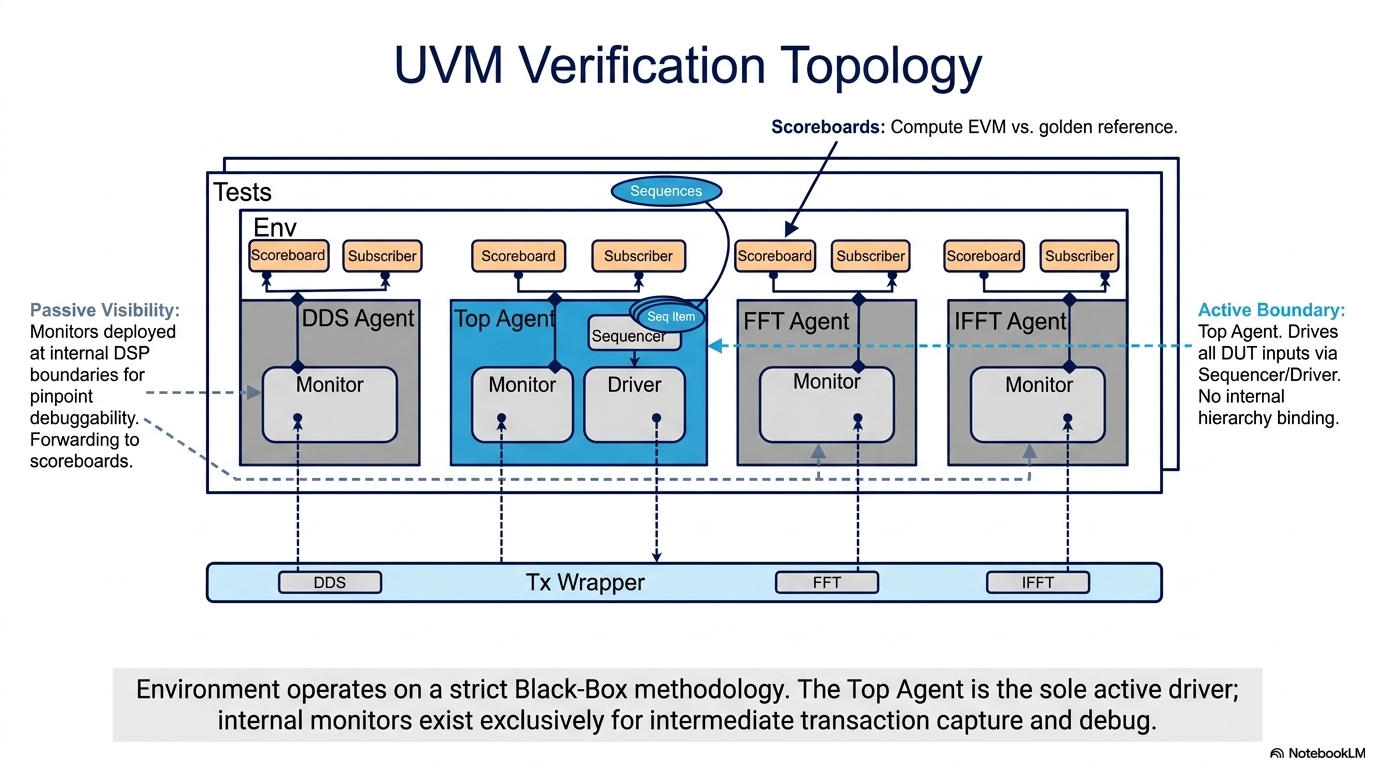 UVM Verification Topology
Scoreboards: Compute EVM vs. golden reference.
Tests
Sequences
Env
Scoreboard
Subscriber
Scoreboard
Subscriber
Scoreboard
Subscriber
Scoreboard
Subscriber
Passive Visibility:
Monitors deployed
at internal DSP
boundaries for
pinpoint
debuggability.
Forwarding to
scoreboards.
DDS Agent
Monitor
Top Agent
Seq Item
Sequencer
Monitor
Driver
FFT Agent
Monitor
IFFT Agent
Monitor
Active Boundary:
Top Agent. Drives
all DUT inputs via
Sequencer/Driver.
No internal
hierarchy binding.
DDS
Tx Wrapper
FFT
IFFT
Environment operates on a strict Black-Box methodology. The Top Agent is the sole active driver;
internal monitors exist exclusively for intermediate transaction capture and debug.
NotebookLM